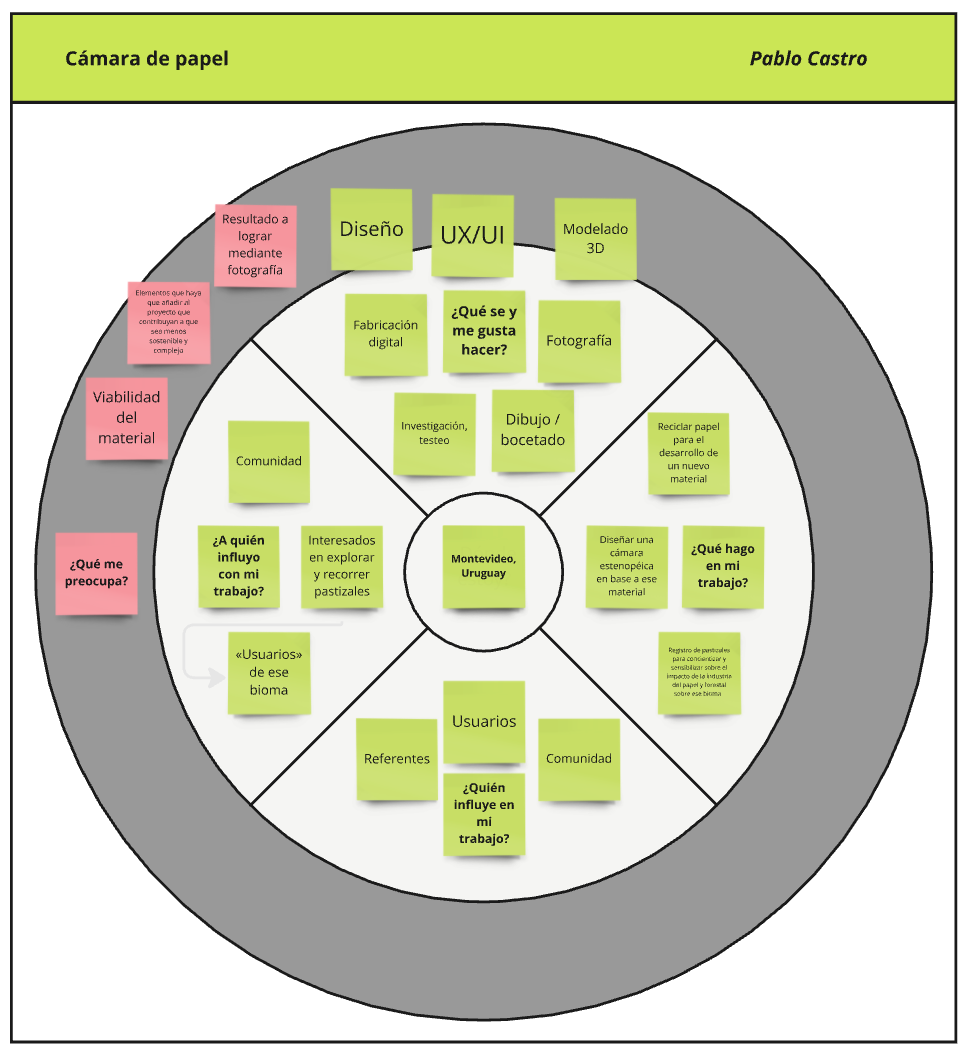 Cámara de papel
Pablo Castro
Resultado a
lograr
mediante
fotografía
Diseño
UX/UI
Modelado
3D
Elementos que haya
que añadir al
proyecto que
contribuyan a que
sea menos
sostenible y
complejo
Fabricación
digital
¿Qué se y
me gusta
hacer?
Fotografía
Viabilidad
del
material
Investigación,
testeo
Dibujo /
bocetado
Comunidad
Reciclar papel
para el
desarrollo de
un nuevo
material
¿Qué me
preocupa?
¿A quién
influyo
con mi
trabajo?
Interesados
en explorar
y recorrer
pastizales
Montevideo,
Uruguay
Diseñar una
cámara
estenopéica
en base a ese
material
¿Qué hago
en mi
trabajo?
«Usuarios»
de ese
bioma
Registro de pastizales
para concientizar y
sensibilizar sobre el
impacto de la industria
del papel y forestal
sobre ese bioma
Referentes
Usuarios
Comunidad
¿Quién
influye en
mi
trabajo?